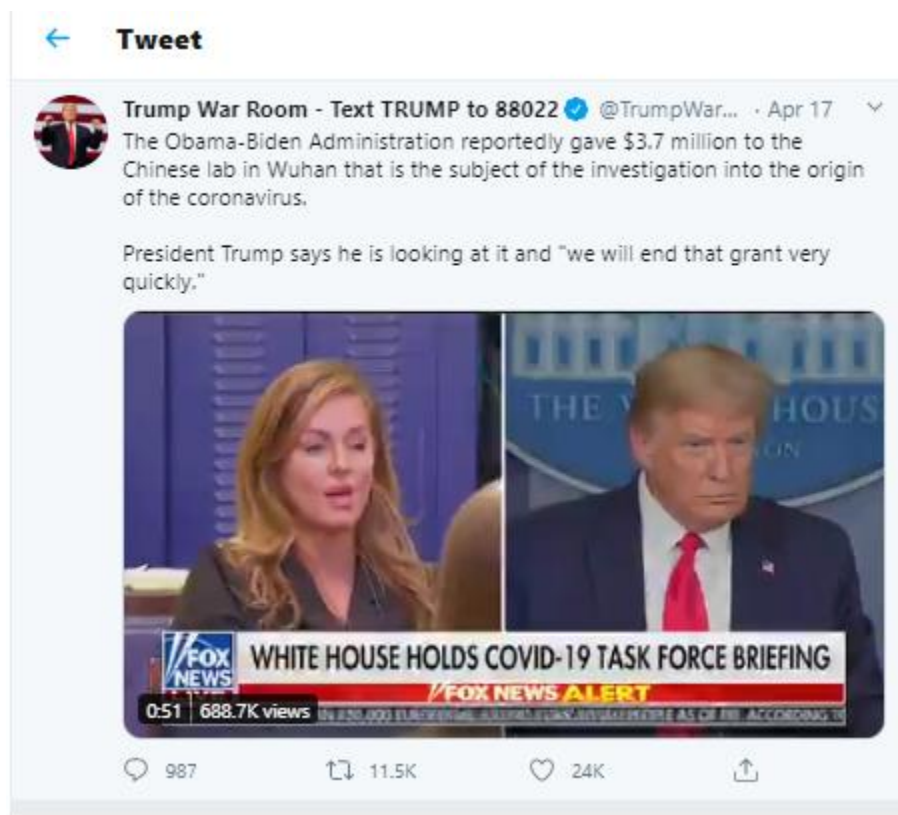 Tweet
Trump War Room - Text TRUMP to 88022 @TrumpWar... · Apr 17
The Obama-Biden Administration reportedly gave $3.7 million to the
Chinese lab in Wuhan that is the subject of the investigation into the origin
of the coronavirus.
President Trump says he is looking at it and "we will end that grant very
quickly."
THE HOUS
ON
FOX
NEWS
WHITE HOUSE HOLDS COVID-19 TASK FORCE BRIEFING
FOX NEWS ALERT
0:51 688.7K views
ACCORDING
987 11.5K 24K